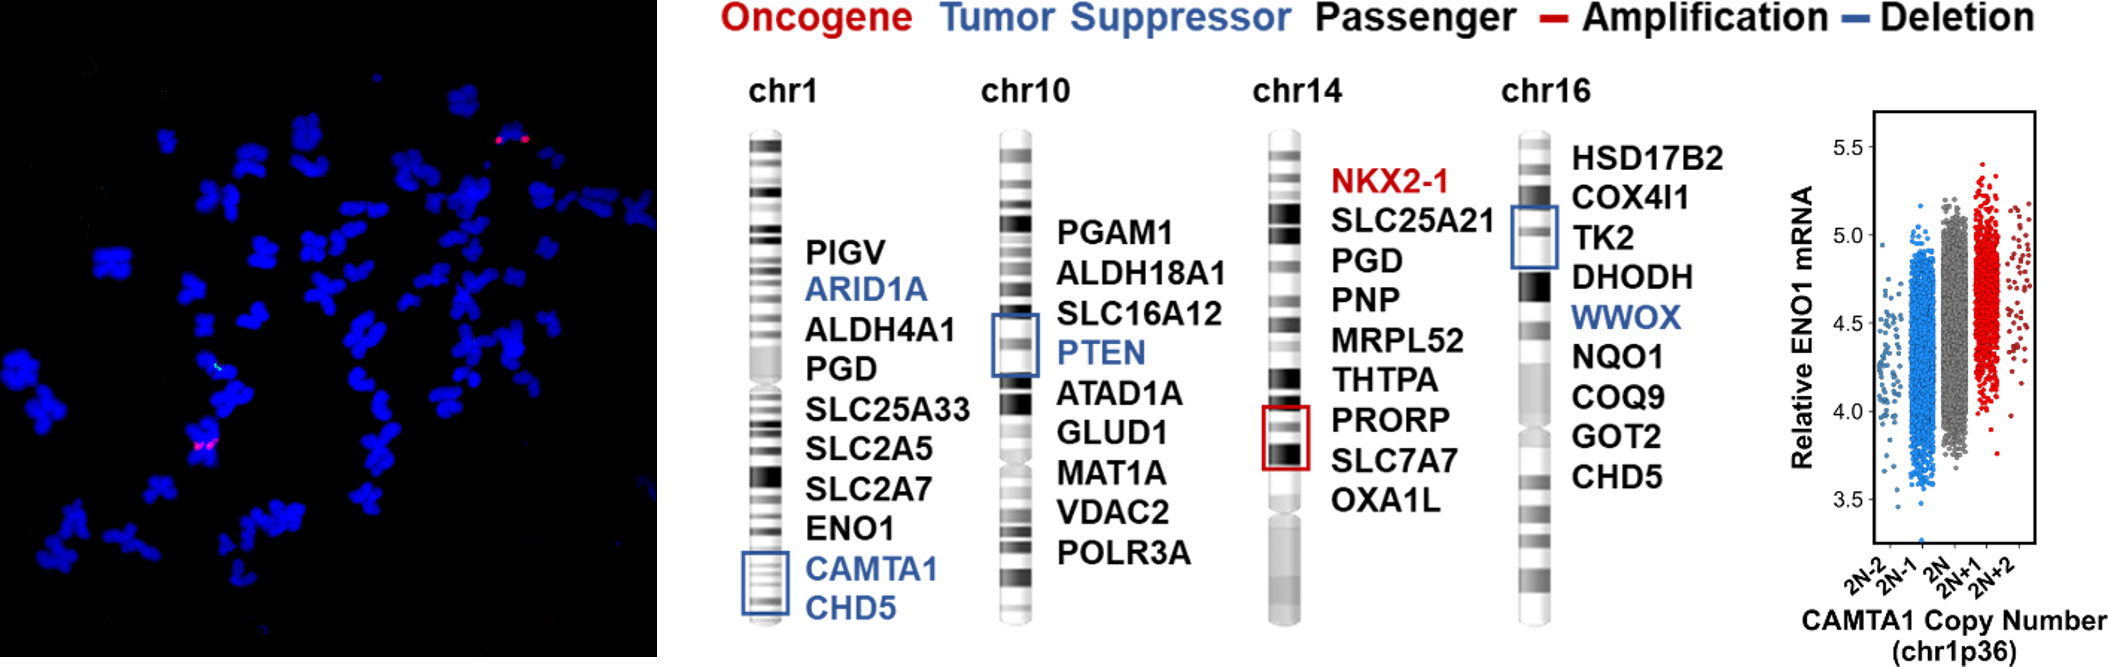 Oncogene Tumor Suppressor Passenger Amplification Deletion
chr1
PIGV
ARID1A
ALDH4A1
PGD
SLC25A33
SLC2A5
SLC2A7
ENO1
CAMTA1
CHD5
chr10
PGAM1
ALDH18A1
SLC16A12
PTEN
ATAD1A
GLUD1
MAT1A
VDAC2
POLR3A
chr14
NKX2-1
SLC25A21
PGD
PNP
MRPL52
THTPA
PRORP
SLC7A7
OXA1L
chr16
HSD17B2
COX4I1
TK2
DHODH
WWOX
NQO1
COQ9
GOT2
CHD5
Relative ENO1 mRNA
5.5
5.0
4.5
4.0
3.5
2N-2
2N-1
2N
2N+1
2N+2
CAMTA1 Copy Number
(chr1p36)